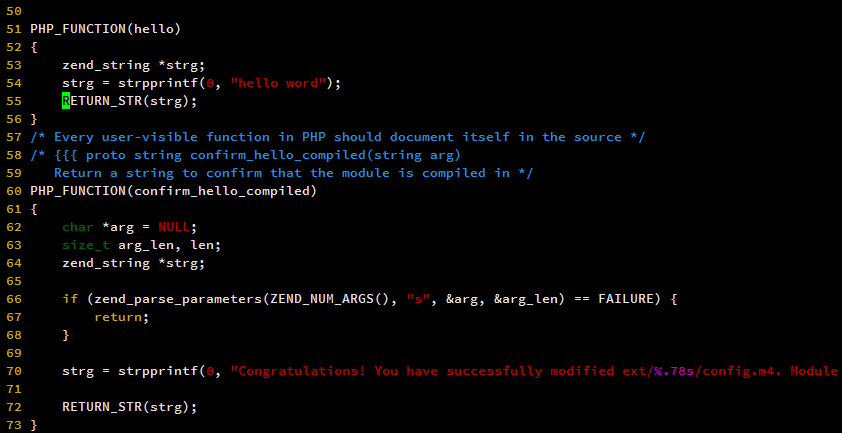 50
51 PHP_FUNCTION(hello)
52 {
53     zend_string *strg;
54     strg = strpprintf(0, "hello word");
55     RETURN_STR(strg);
56 }
57 /* Every user-visible function in PHP should document itself in the source */
58 /* {{{ proto string confirm_hello_compiled(string arg)
59    Return a string to confirm that the module is compiled in */
60 PHP_FUNCTION(confirm_hello_compiled)
61 {
62     char *arg = NULL;
63     size_t arg_len, len;
64     zend_string *strg;
65
66     if (zend_parse_parameters(ZEND_NUM_ARGS(), "s", &arg, &arg_len) == FAILURE) {
67         return;
68     }
69
70     strg = strpprintf(0, "Congratulations! You have successfully modified ext/%.78s/config.m4. Module
71
72     RETURN_STR(strg);
73 }